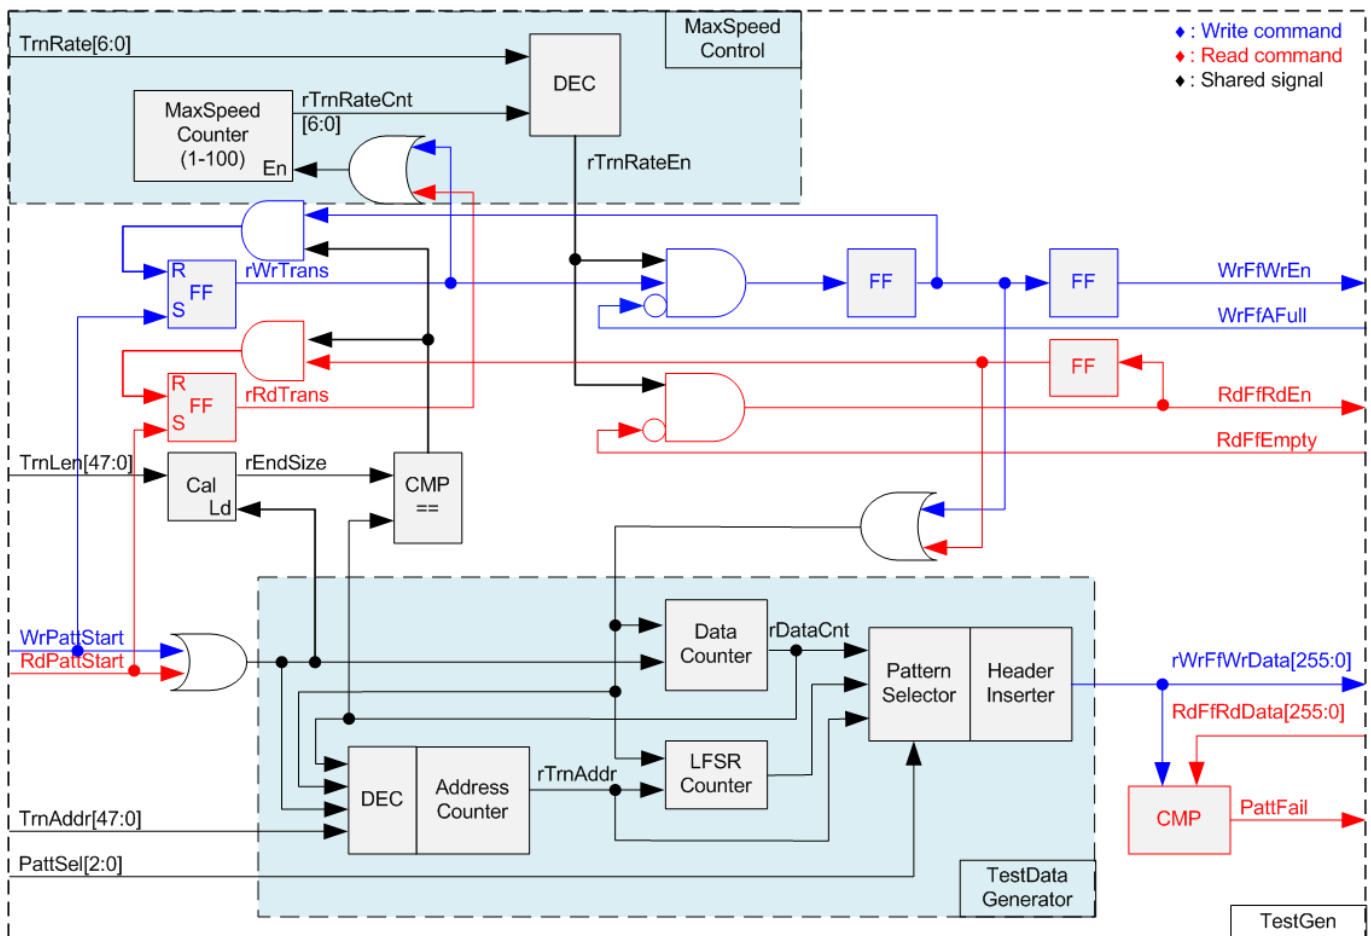 MaxSpeed
Control
♦ : Write command
♦ : Read command
♦ : Shared signal
TrnRate[6:0]
DEC
rTrnRateCnt
[6:0]
MaxSpeed
Counter
(1-100)
En
rTrnRateEn
R
FF
S
rWrTrans
FF
FF
WrFfWrEn
WrFfAFull
R
FF
S
rRdTrans
FF
RdFfRdEn
RdFfEmpty
TrnLen[47:0]
rEndSize
Cal
Ld
CMP
==
WrPattStart
RdPattStart
Data
Counter
rDataCnt
Pattern
Selector
Header
Inserter
rWrFfWrData[255:0]
RdFfRdData[255:0]
LFSR
Counter
rTrnAddr
DEC
Address
Counter
TrnAddr[47:0]
CMP
PattFail
PattSel[2:0]
TestData
Generator
TestGen